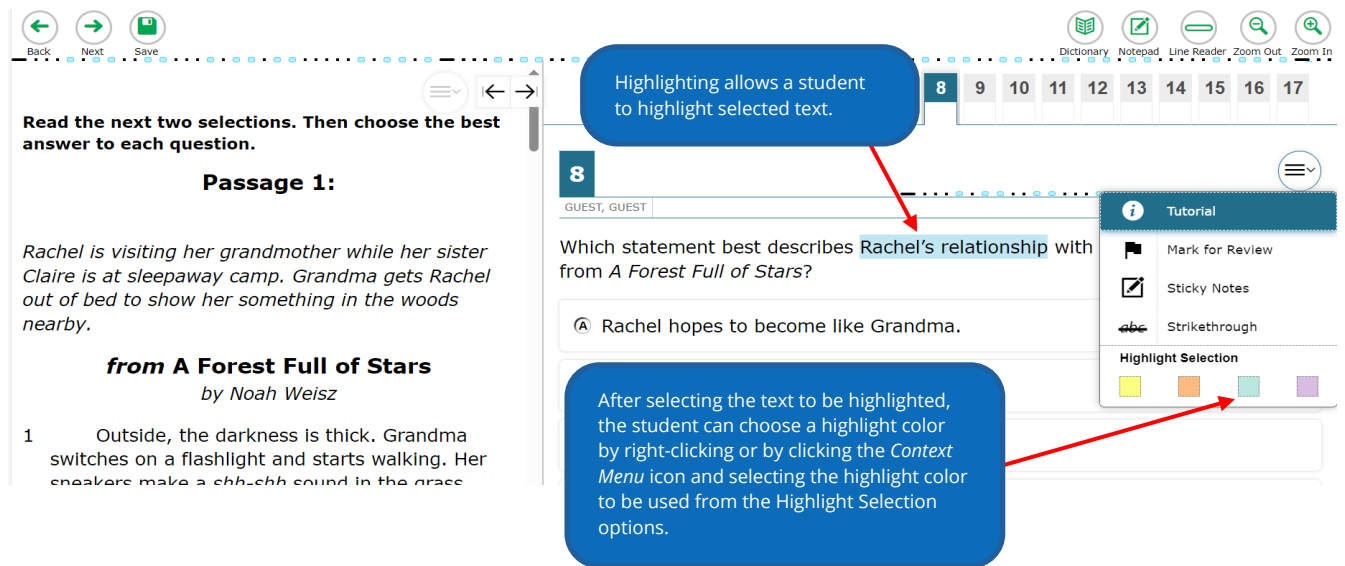 Back Next Save
Dictionary Notepad Line Reader Zoom Out Zoom In
Read the next two selections. Then choose the best
answer to each question.
Passage 1:
Rachel is visiting her grandmother while her sister
Claire is at sleepaway camp. Grandma gets Rachel
out of bed to show her something in the woods
nearby.
from A Forest Full of Stars
by Noah Weisz
1 Outside, the darkness is thick. Grandma
switches on a flashlight and starts walking. Her
sneakers make a shh-shh sound in the grass
Highlighting allows a student
to highlight selected text.
8 9 10 11 12 13 14 15 16 17
8
GUEST, GUEST
Which statement best describes Rachel’s relationship with
from A Forest Full of Stars?
A Rachel hopes to become like Grandma.
i Tutorial
Mark for Review
Sticky Notes
abc Strikethrough
Highlight Selection
After selecting the text to be highlighted,
the student can choose a highlight color
by right-clicking or by clicking the Context
Menu icon and selecting the highlight color
to be used from the Highlight Selection
options.